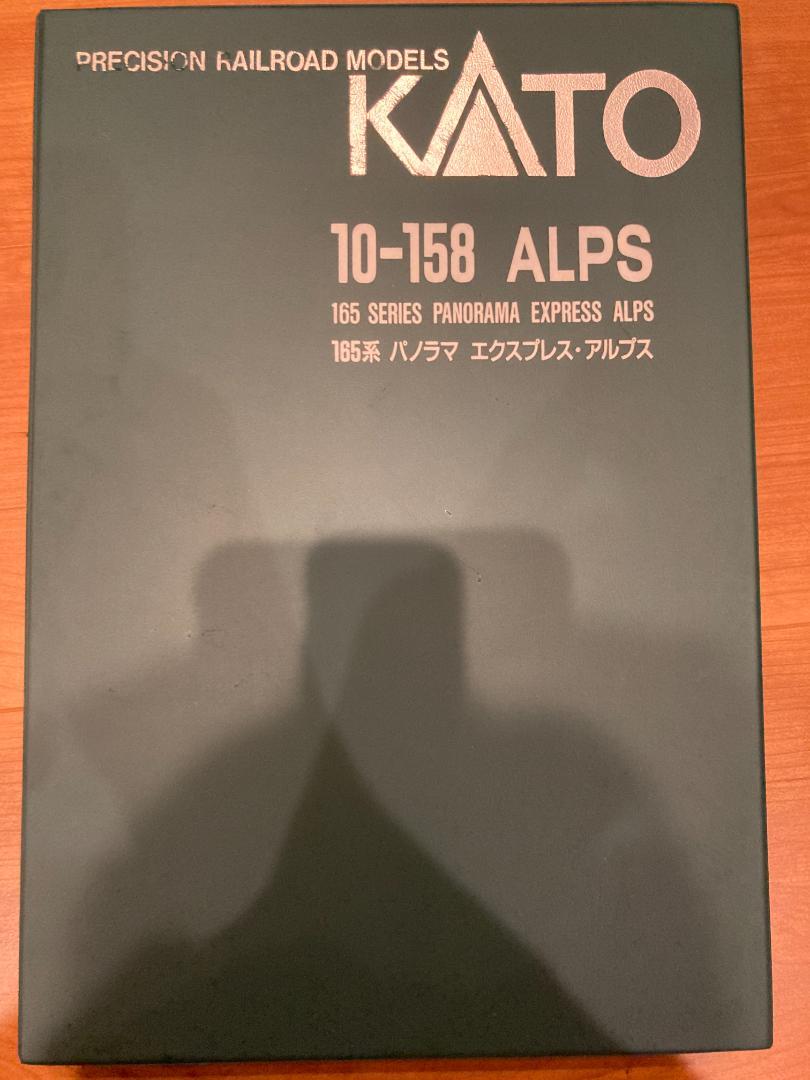 PRECISION RAILROAD MODELS
KATO
10-158 ALPS
165 SERIES PANORAMA EXPRESS ALPS
165系 パノラマ エクスプレス・アルプス